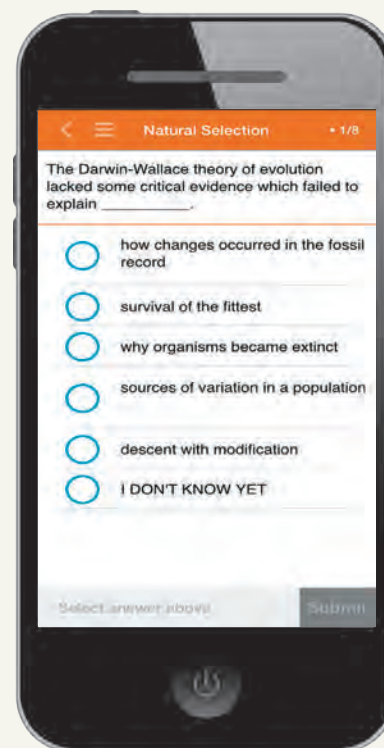 Natural Selection • 1/8
The Darwin-Wallace theory of evolution
lacked some critical evidence which failed to
explain __________.
how changes occurred in the fossil
record
survival of the fittest
why organisms became extinct
sources of variation in a population
descent with modification
I DON'T KNOW YET
Select answer above
Submit